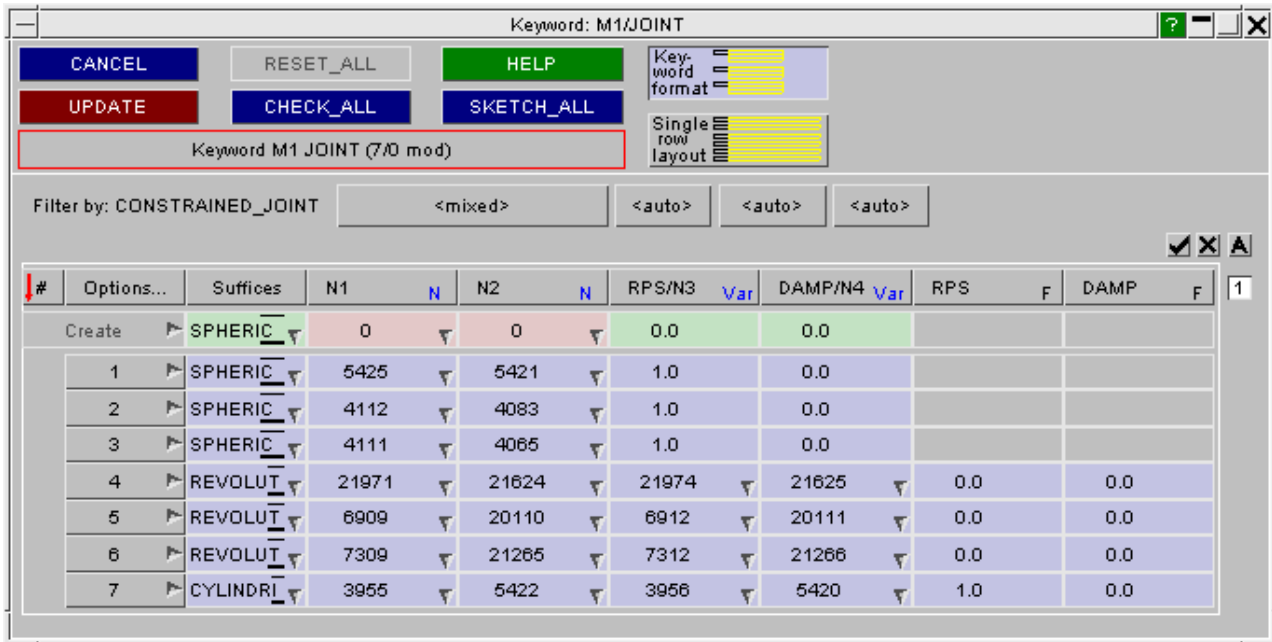 Keyword: M1/JOINT ?
CANCEL RESET_ALL HELP
Key-
word
format
UPDATE CHECK_ALL SKETCH_ALL
Single
row
layout
Keyword M1 JOINT (7/0 mod)
Filter by: CONSTRAINED_JOINT <mixed> <auto> <auto> <auto>
A
# Options... Suffices N1 N N2 N RPS/N3 Var DAMP/N4 Var RPS F DAMP F 1
Create SPHERIC 0 0 0.0 0.0
1 SPHERIC 5425 5421 1.0 0.0
2 SPHERIC 4112 4083 1.0 0.0
3 SPHERIC 4111 4065 1.0 0.0
4 REVOLUT 21971 21624 21974 21625 0.0 0.0
5 REVOLUT 6909 20110 6912 20111 0.0 0.0
6 REVOLUT 7309 21265 7312 21266 0.0 0.0
7 CYLINDRI 3955 5422 3956 5420 1.0 0.0